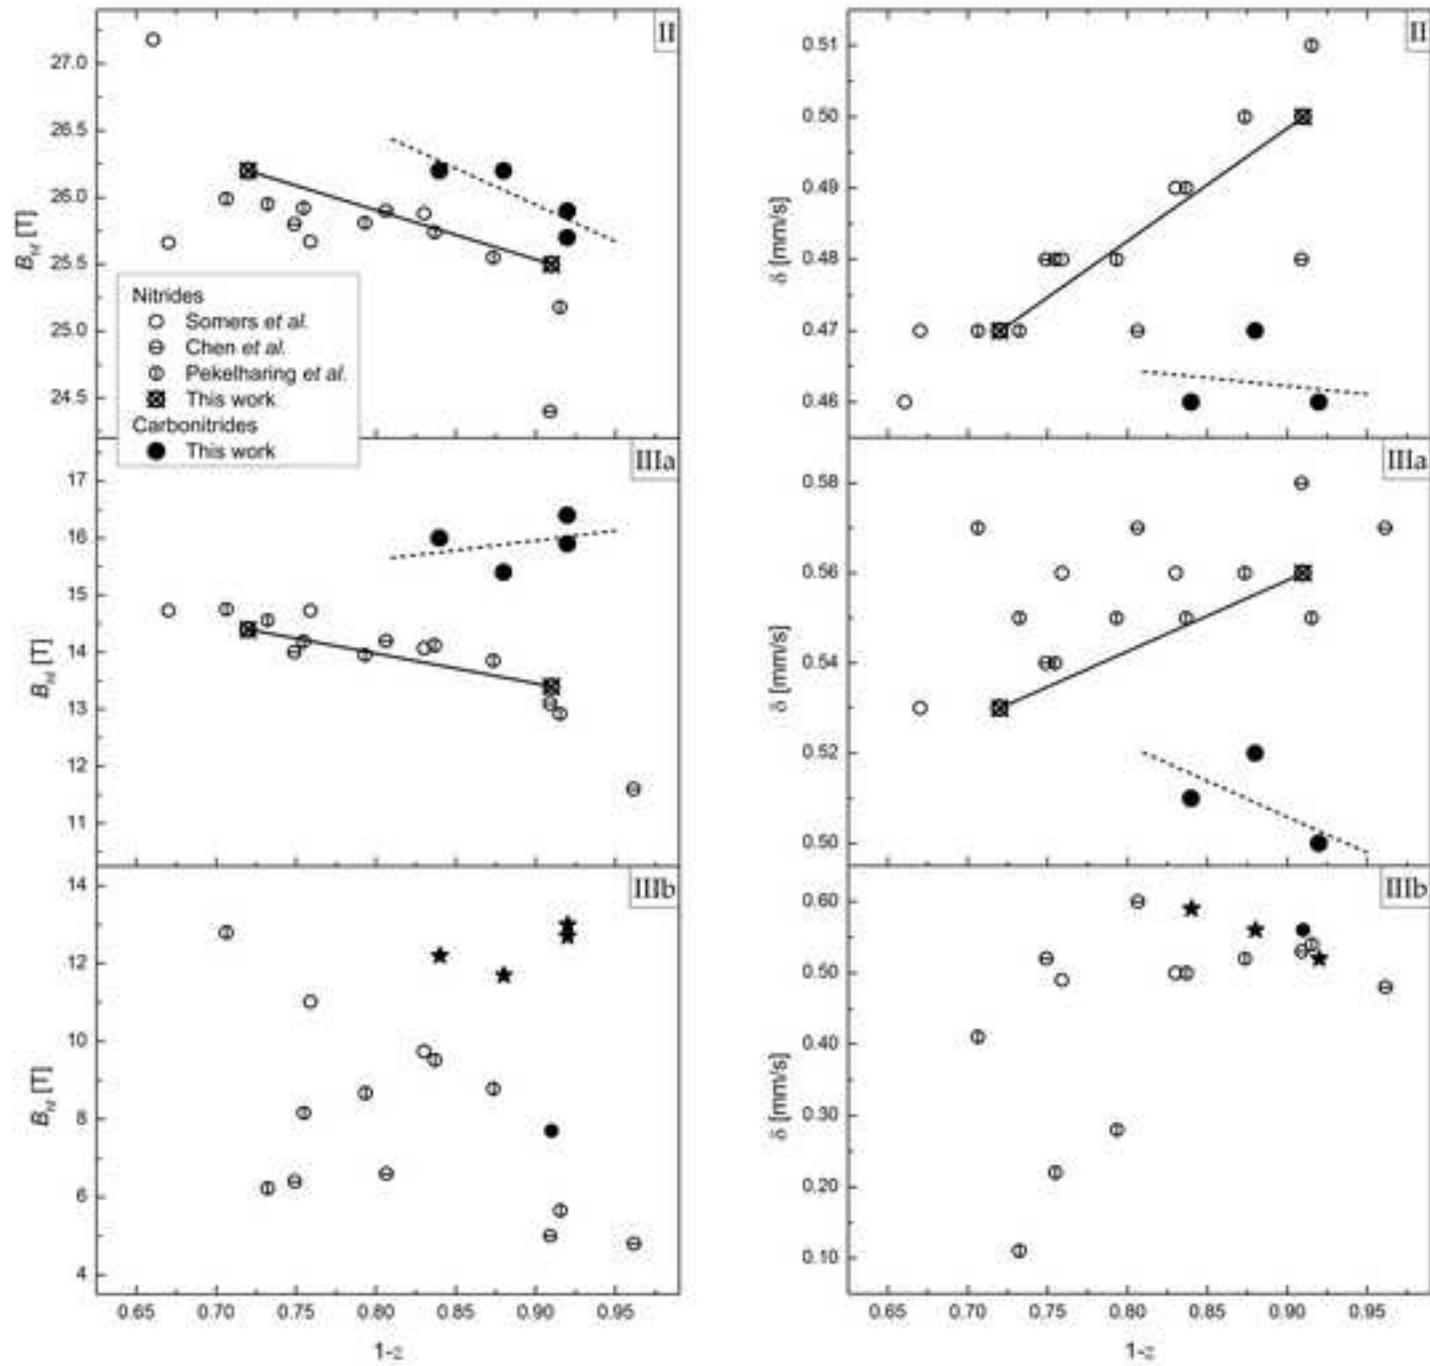 II
27.0
26.5
26.0
25.5
25.0
24.5
[T]
Nitrides
Somers et al.
Chen et al.
Pekelharing et al.
This work
Carbonitrides
This work
IIIa
17
16
15
14
13
12
11
[T]
IIIb
14
12
10
8
6
4
[T]
0.65 0.70 0.75 0.80 0.85 0.90 0.95
1-z
II
0.51
0.50
0.49
0.48
0.47
0.46
δ [mm/s]
IIIa
0.58
0.56
0.54
0.52
0.50
δ [mm/s]
IIIb
0.60
0.50
0.40
0.30
0.20
0.10
δ [mm/s]
0.65 0.70 0.75 0.80 0.85 0.90 0.95
1-z